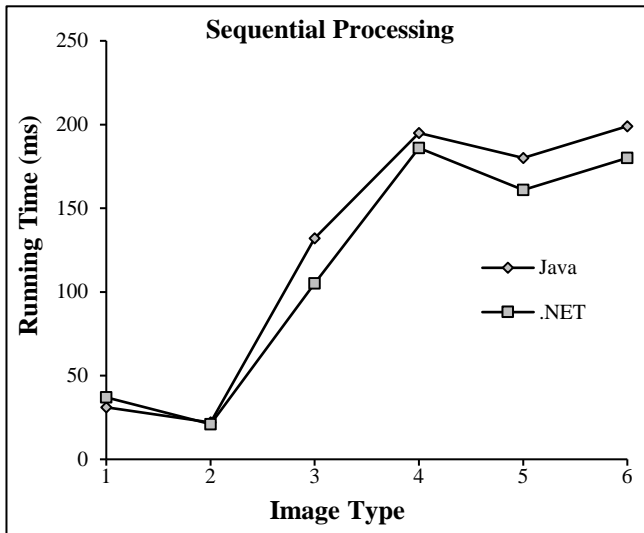 Sequential Processing
250
200
150
100
50
0
Running Time (ms)
Java
.NET
1 2 3 4 5 6
Image Type